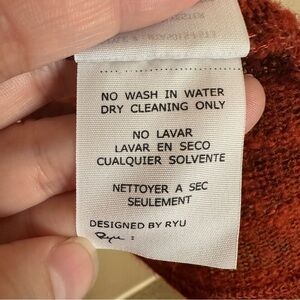 NO WASH IN WATER
DRY CLEANING ONLY
NO LAVAR
LAVAR EN SECO
CUALQUIER SOLVENTE
NETTOYER A SEC
SEULEMENT
DESIGNED BY RYU
Ryu :